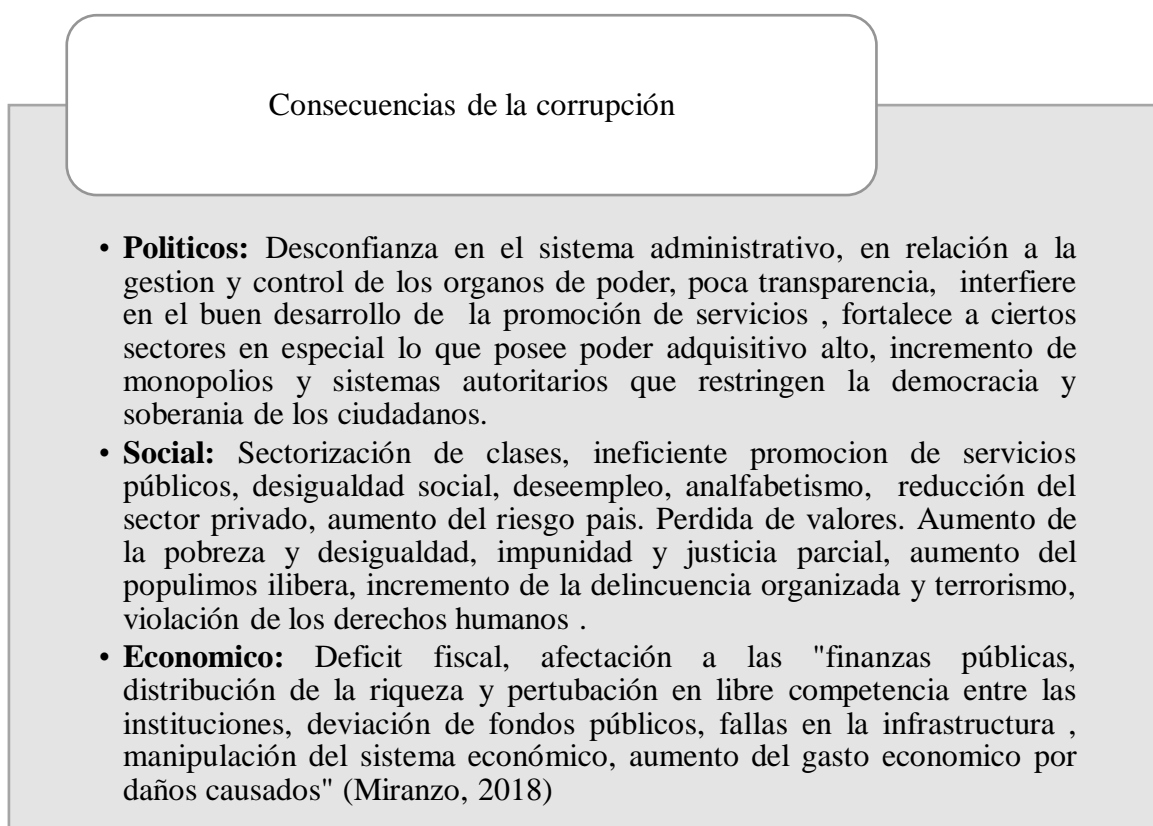 Consecuencias de la corrupción
• Politicos: Desconfianza en el sistema administrativo, en relación a la
gestion y control de los organos de poder, poca transparencia, interfiere
en el buen desarrollo de la promoción de servicios , fortalece a ciertos
sectores en especial lo que posee poder adquisitivo alto, incremento de
monopolios y sistemas autoritarios que restringen la democracia y
soberania de los ciudadanos.
• Social: Sectorización de clases, ineficiente promocion de servicios
públicos, desigualdad social, deseempleo, analfabetismo, reducción del
sector privado, aumento del riesgo pais. Perdida de valores. Aumento de
la pobreza y desigualdad, impunidad y justicia parcial, aumento del
populimos ilibera, incremento de la delincuencia organizada y terrorismo,
violación de los derechos humanos .
• Economico: Deficit fiscal, afectación a las "finanzas públicas,
distribución de la riqueza y pertubación en libre competencia entre las
instituciones, deviación de fondos públicos, fallas en la infrastructura ,
manipulación del sistema económico, aumento del gasto economico por
daños causados" (Miranzo, 2018)